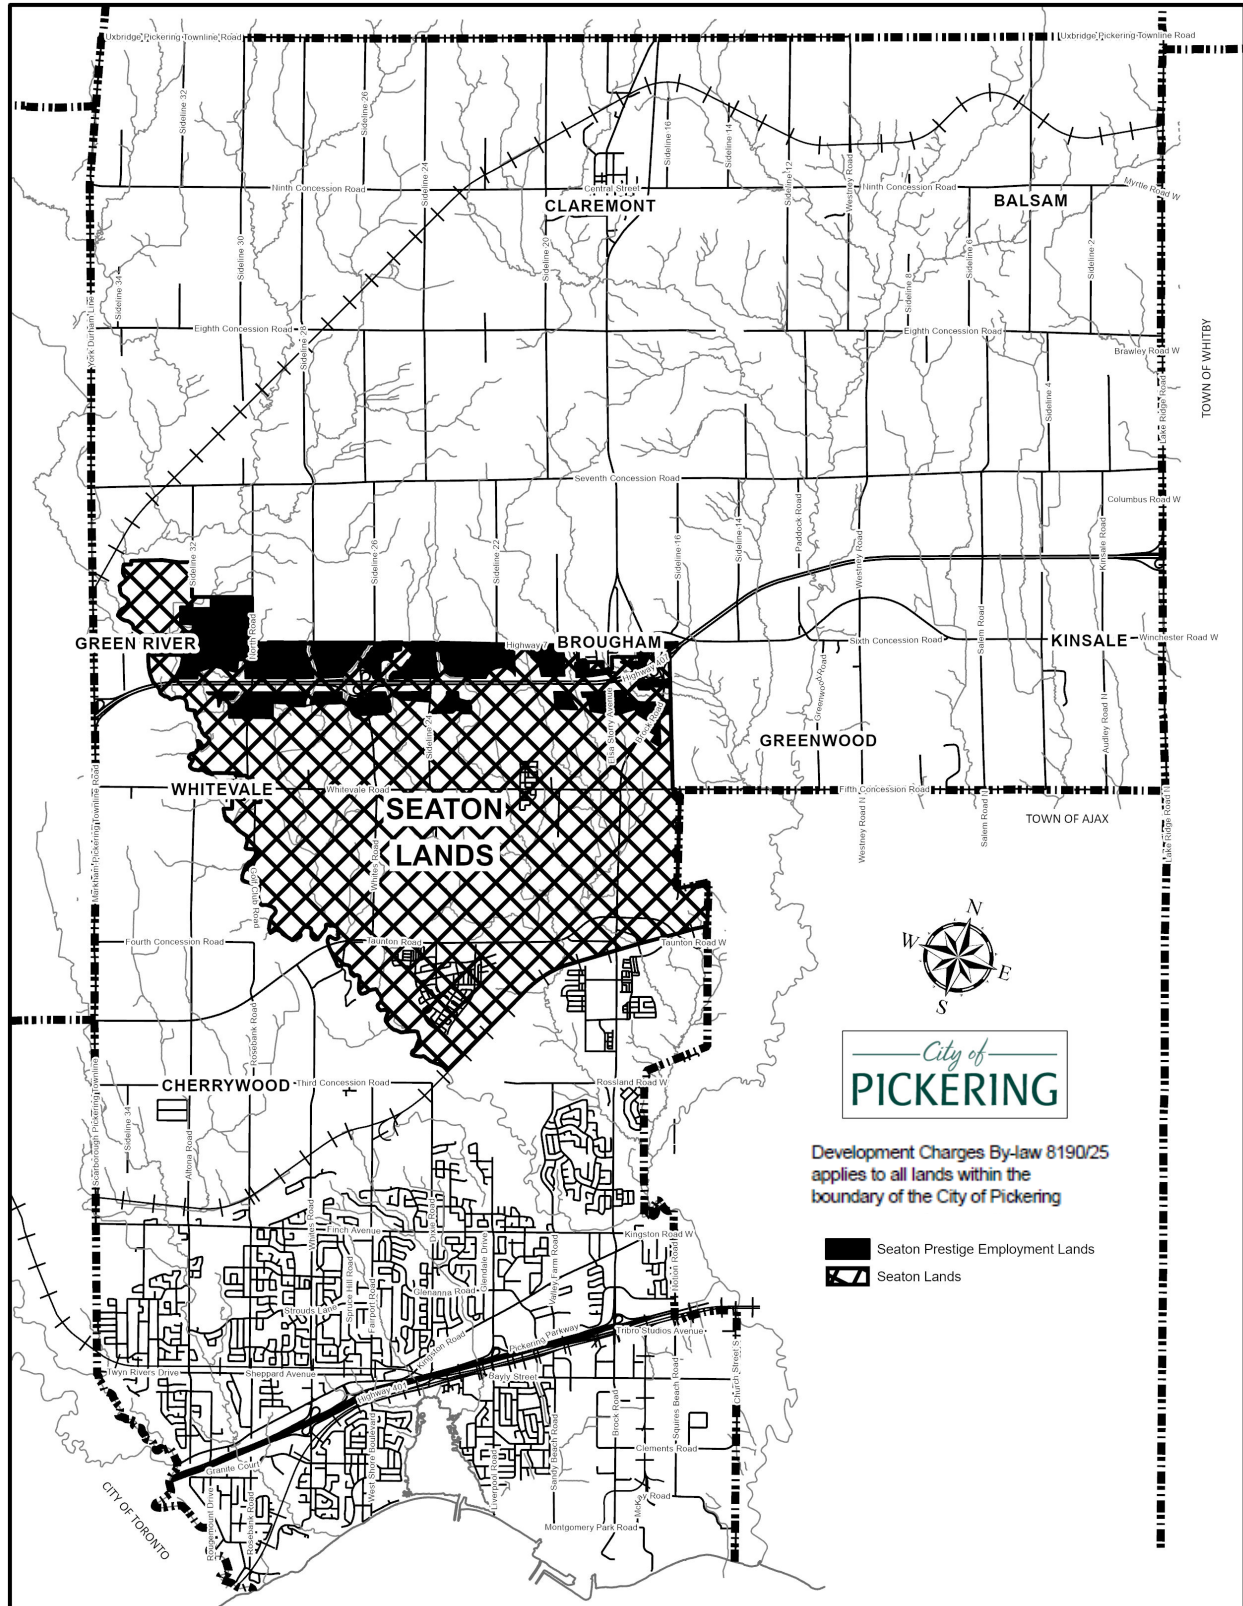 Uxbridge Pickering Townline Road
Uxbridge Pickering Townline Road
Sideline 32
Sideline 26
Sideline 24
Sideline 16
Sideline 14
Sideline 12
Westney Road
Ninth Concession Road
Central Street
Ninth Concession Road
Myrtle Road W
CLAREMONT
BALSAM
Sideline 34
Sideline 30
Sideline 28
Sideline 20
Sideline 8
Sideline 6
Sideline 2
York Durham Line
Eighth Concession Road
Eighth Concession Road
Brawley Road W
TOWN OF WHITBY
Sideline 4
Lake Ridge Road
Seventh Concession Road
Columbus Road W
Sideline 32
Sideline 26
Sideline 22
Sideline 16
Sideline 14
Paddock Road
Westney Road
Kinsale Road
Salem Road
North Road
GREEN RIVER
Highway 7
BROUGHAM
Sixth Concession Road
KINSALE
Winchester Road W
Highway 407
Greenwood Road
Sideline 24
Elsa Storry Avenue
Brock Road
Audley Road N
GREENWOOD
WHITEVALE
Whitevale Road
Fifth Concession Road
SEATON
LANDS
TOWN OF AJAX
Markham Pickering Townline Road
Whites Road
Golf Club Road
Westney Road N
Salem Road N
Lake Ridge Road N
Fourth Concession Road
Taunton Road
Taunton Road W
N
W
E
S
Rosebank Road
City of
PICKERING
CHERRYWOOD
Third Concession Road
Rossland Road W
Scarborough Pickering Townline
Sideline 34
Altona Road
Development Charges By-law 8190/25
applies to all lands within the
boundary of the City of Pickering
Whites Road
Finch Avenue
Dixie Road
Glendale Drive
Valley Farm Road
Kingston Road W
Notion Road
Seaton Prestige Employment Lands
Seaton Lands
Spruce Hill Road
Fairport Road
Glenanna Road
Strouds Lane
Kingston Road
Pickering Parkway
Tribro Studios Avenue
Twyn Rivers Drive
Sheppard Avenue
Highway 401
Bayly Street
Church Street S
Squires Beach Road
Brock Road
Sandy Beach Road
Liverpool Road
West Shore Boulevard
Clements Road
Granite Court
McKay Road
Montgomery Park Road
Rougemount Drive
Rosebank Road
CITY OF TORONTO